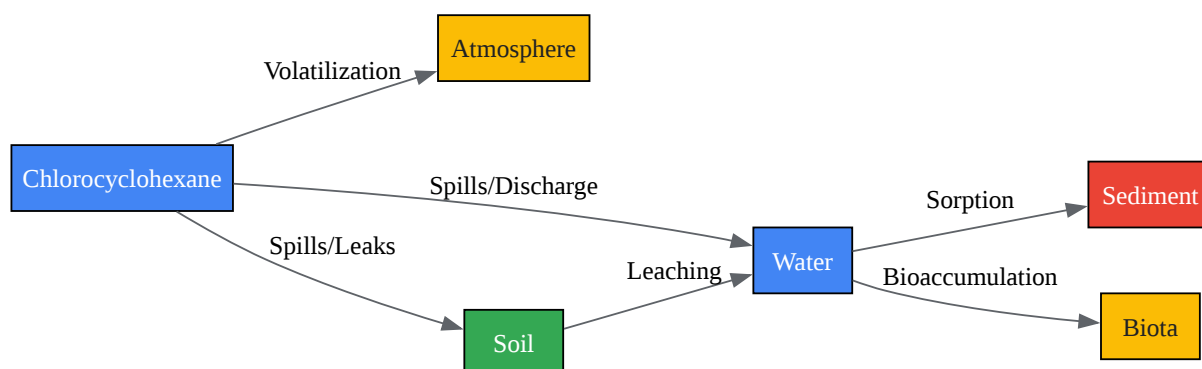 Atmosphere
Volatilization
Chlorocyclohexane
Spills/Discharge
Sediment
Sorption
Spills/Leaks
Water
Leaching
Bioaccumulation
Soil
Biota